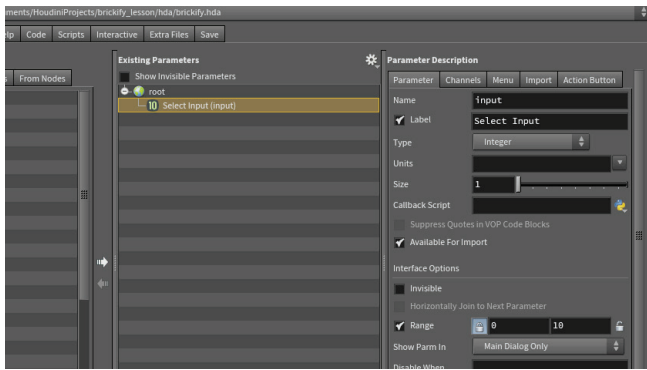 ments/HoudiniProjects/brickify_lesson/hda/brickify.hda
Code Scripts Interactive Extra Files Save
Existing Parameters
Parameter Description
From Nodes
Show Invisible Parameters
root
Select Input (input)
Parameter Channels Menu Import Action Button
Name input
Label Select Input
Type Integer
Units
Size 1
Callback Script
Suppress Quotes in VOP Code Blocks
Available For Import
Interface Options
Invisible
Horizontally Join to Next Parameter
Range 0 10
Show Parm In Main Dialog Only
Disable When